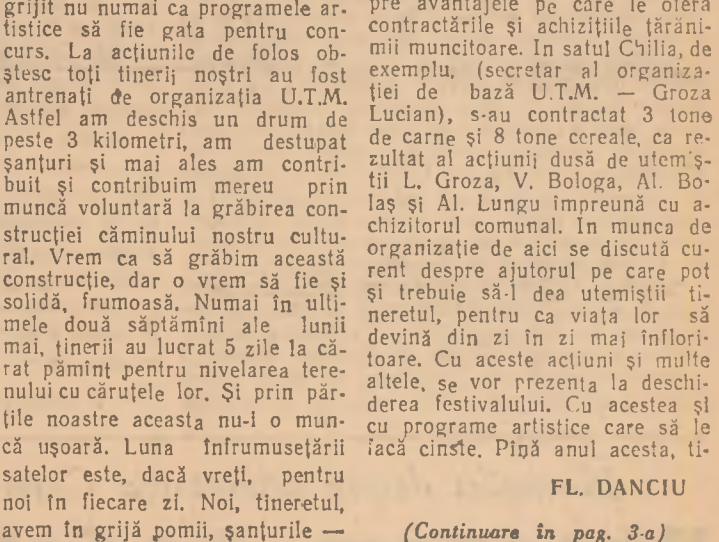 grijit nu numai ca programele ar-
tistice să fie gata pentru con-
curs. La acțiunile de folos ob-
ștesc toți tinerii noștri au fost
antrenați de organizația U.T.M.
Astfel am deschis un drum de
peste 3 kilometri, am destupat
șanțuri și mai ales am contri-
buit și contribuim mereu prin
muncă voluntară la grăbirea con-
strucției căminului nostru cultu-
ral. Vrem ca să grăbim această
construcție, dar o vrem să fie și
solidă, frumoasă. Numai în ulti-
mele două săptămîni ale lunii
mai, tinerii au lucrat 5 zile la că-
rat pămînt pentru nivelarea tere-
nului cu căruțele lor. Și prin păr-
țile noastre aceasta nu-i o mun-
că ușoară. Luna înfrumusețării
satelor este, dacă vreți, pentru
noi în fiecare zi. Noi, tineretul,
avem în grijă pomii, șanțurile —
pre avantajele pe care le oferă
contractările și achizițiile țărăni-
mii muncitoare. In satul Chilia, de
exemplu, (secretar al organiza-
ției de bază U.T.M. — Groza
Lucian), s-au contractat 3 tone
de carne și 8 tone cereale, ca re-
zultat al acțiunii dusă de utemiș-
tii L. Groza, V. Bologa, Al. Bo-
laș și Al. Lungu împreună cu a-
chizitorul comunal. In munca de
organizație de aici se discută cu-
rent despre ajutorul pe care pot
și trebuie să-l dea utemiștii ti-
neretul, pentru ca viața lor să
devină din zi în zi mai înflori-
toare. Cu aceste acțiuni și multe
altele, se vor prezenta la deschi-
derea festivalului. Cu acestea și
cu programe artistice care să le
facă cinste. Pînă anul acesta, ti-
FL. DANCIU
(Continuare în pag. 3-a)